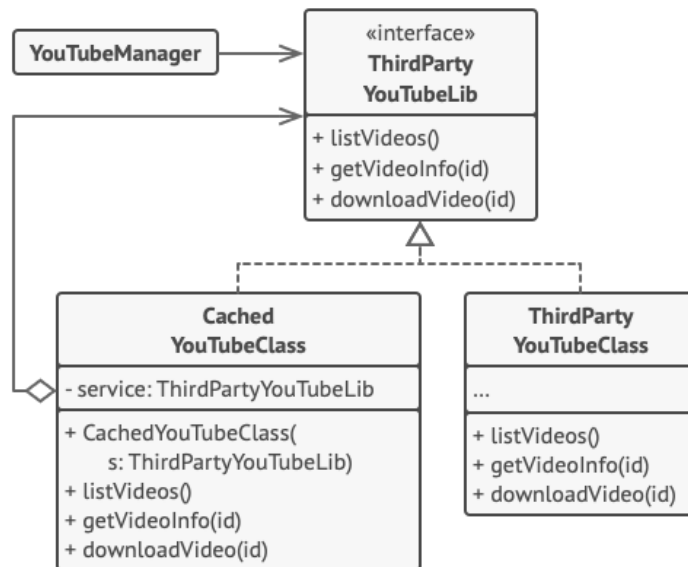 YouTubeManager
«interface»
ThirdParty
YouTubeLib
+ listVideos()
+ getVideoInfo(id)
+ downloadVideo(id)
Cached
YouTubeClass
- service: ThirdPartyYouTubeLib
+ CachedYouTubeClass(
s: ThirdPartyYouTubeLib)
+ listVideos()
+ getVideoInfo(id)
+ downloadVideo(id)
ThirdParty
YouTubeClass
...
+ listVideos()
+ getVideoInfo(id)
+ downloadVideo(id)